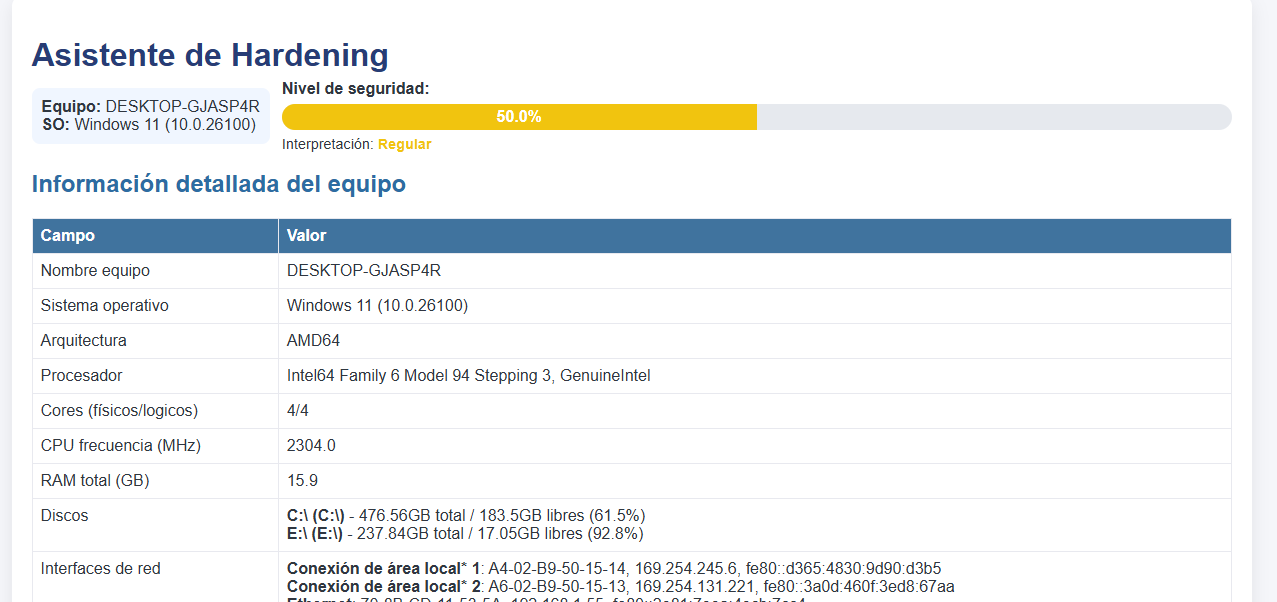 Asistente de Hardening
Equipo: DESKTOP-GJASP4R
SO: Windows 11 (10.0.26100)
Nivel de seguridad:
50.0%
Interpretación: Regular
Información detallada del equipo
Campo Valor
Nombre equipo DESKTOP-GJASP4R
Sistema operativo Windows 11 (10.0.26100)
Arquitectura AMD64
Procesador Intel64 Family 6 Model 94 Stepping 3, GenuineIntel
Cores (físicos/logicos) 4/4
CPU frecuencia (MHz) 2304.0
RAM total (GB) 15.9
Discos C:\ (C:\) - 476.56GB total / 183.5GB libres (61.5%)
E:\ (E:\) - 237.84GB total / 17.05GB libres (92.8%)
Interfaces de red Conexión de área local* 1: A4-02-B9-50-15-14, 169.254.245.6, fe80::d365:4830:9d90:d3b5
Conexión de área local* 2: A6-02-B9-50-15-13, 169.254.131.221, fe80::3a0d:460f:3ed8:67aa
Ethernet: